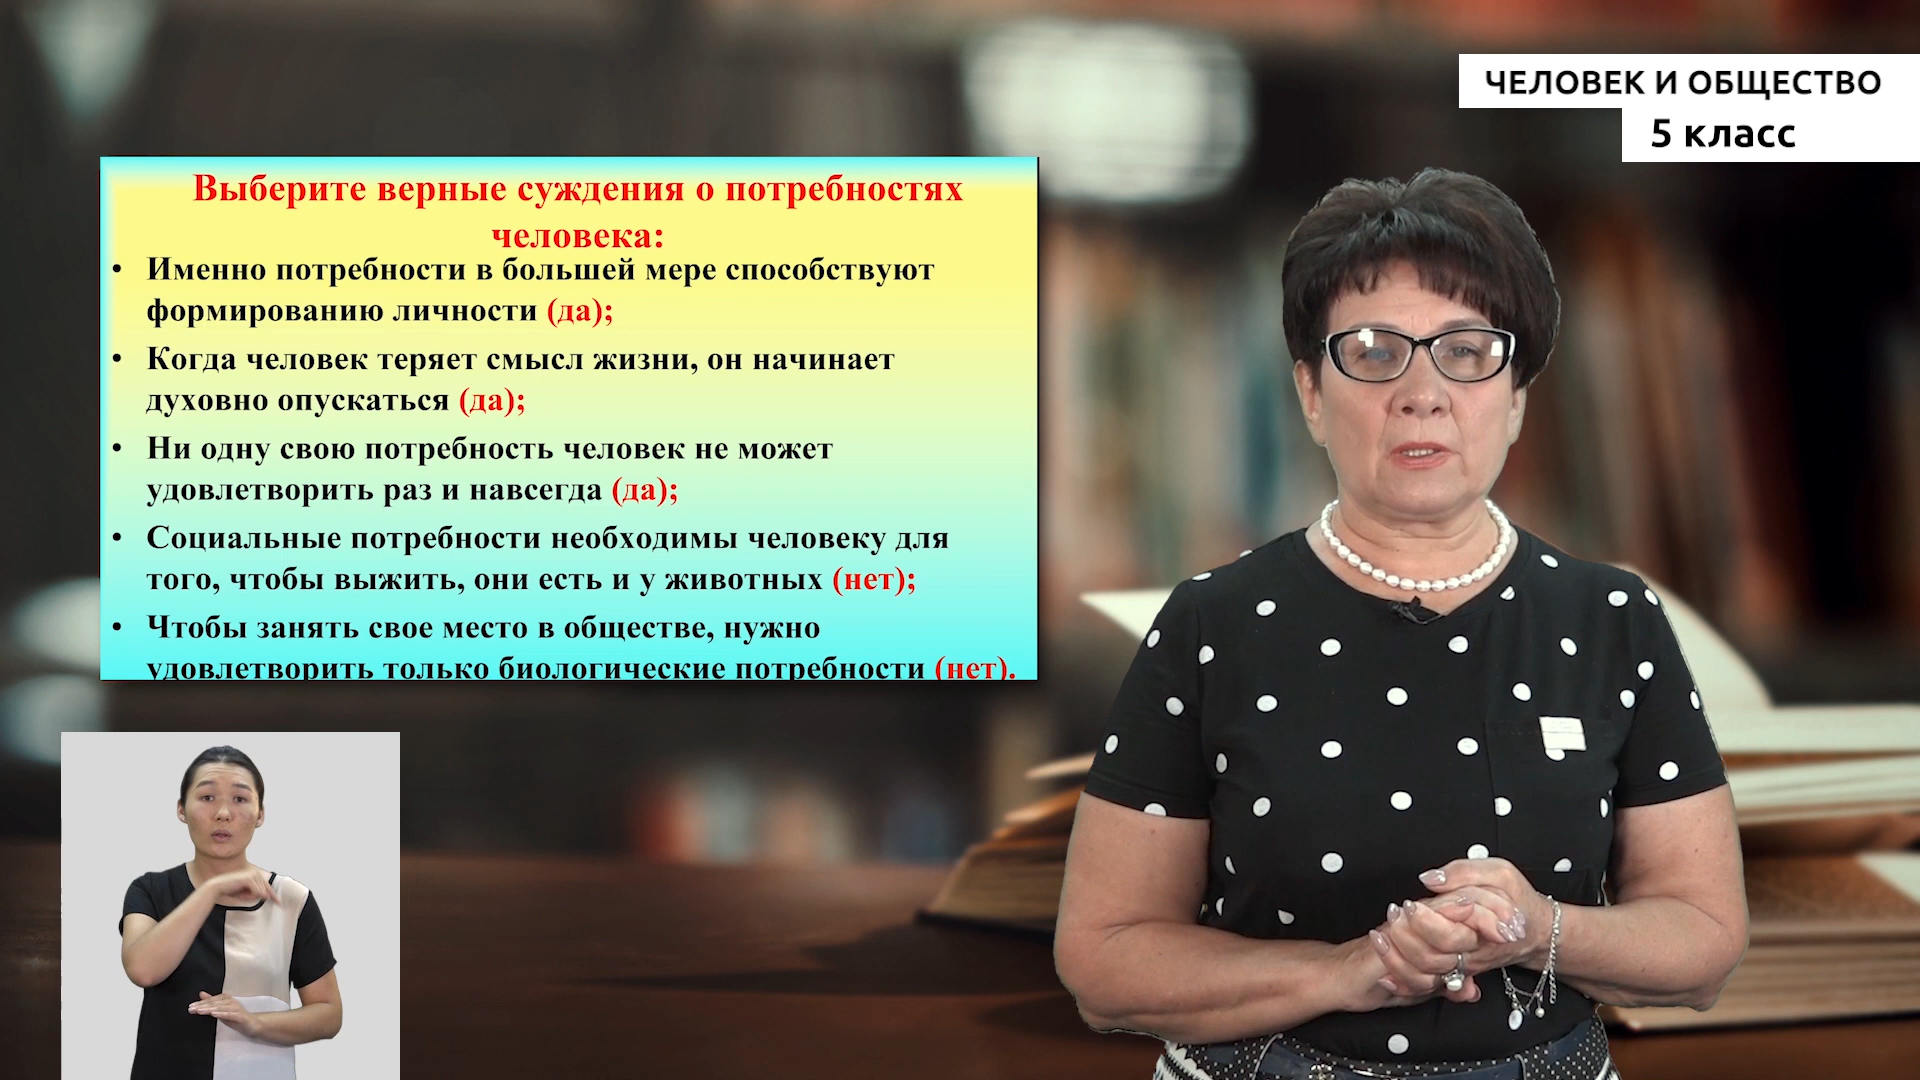 ЧЕЛОВЕК И ОБЩЕСТВО
5 класс
Выберите верные суждения о потребностях
человека:
• Именно потребности в большей мере способствуют
формированию личности (да);
• Когда человек теряет смысл жизни, он начинает
духовно опускаться (да);
• Ни одну свою потребность человек не может
удовлетворить раз и навсегда (да);
• Социальные потребности необходимы человеку для
того, чтобы выжить, они есть и у животных (нет);
• Чтобы занять свое место в обществе, нужно
удовлетворить только биологические потребности (нет).